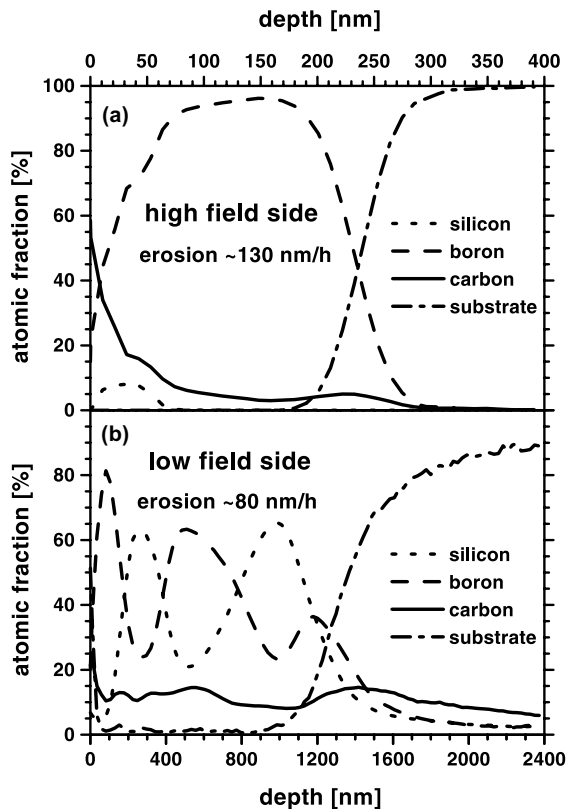 depth [nm]
0 50 100 150 200 250 300 350 400
100
80
60
40
20
0
atomic fraction [%]
(a)
high field side
erosion ~130 nm/h
silicon
boron
carbon
substrate
(b)
low field side
erosion ~80 nm/h
silicon
boron
carbon
substrate
80
60
40
20
0
atomic fraction [%]
0 400 800 1200 1600 2000 2400
depth [nm]